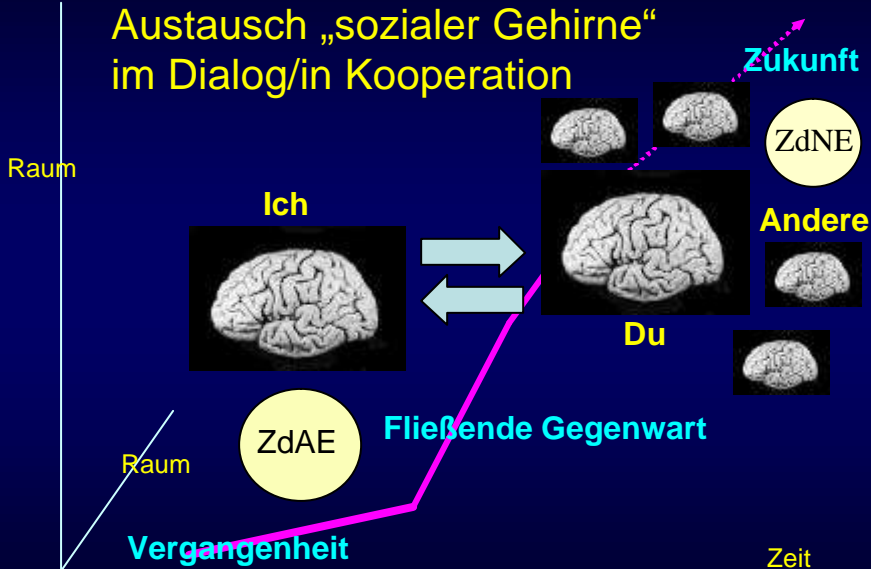 Austausch „sozialer Gehirne“
im Dialog/in Kooperation
Zukunft
ZdNE
Raum
Ich
Andere
Du
Fließende Gegenwart
ZdAE
Raum
Vergangenheit
Zeit